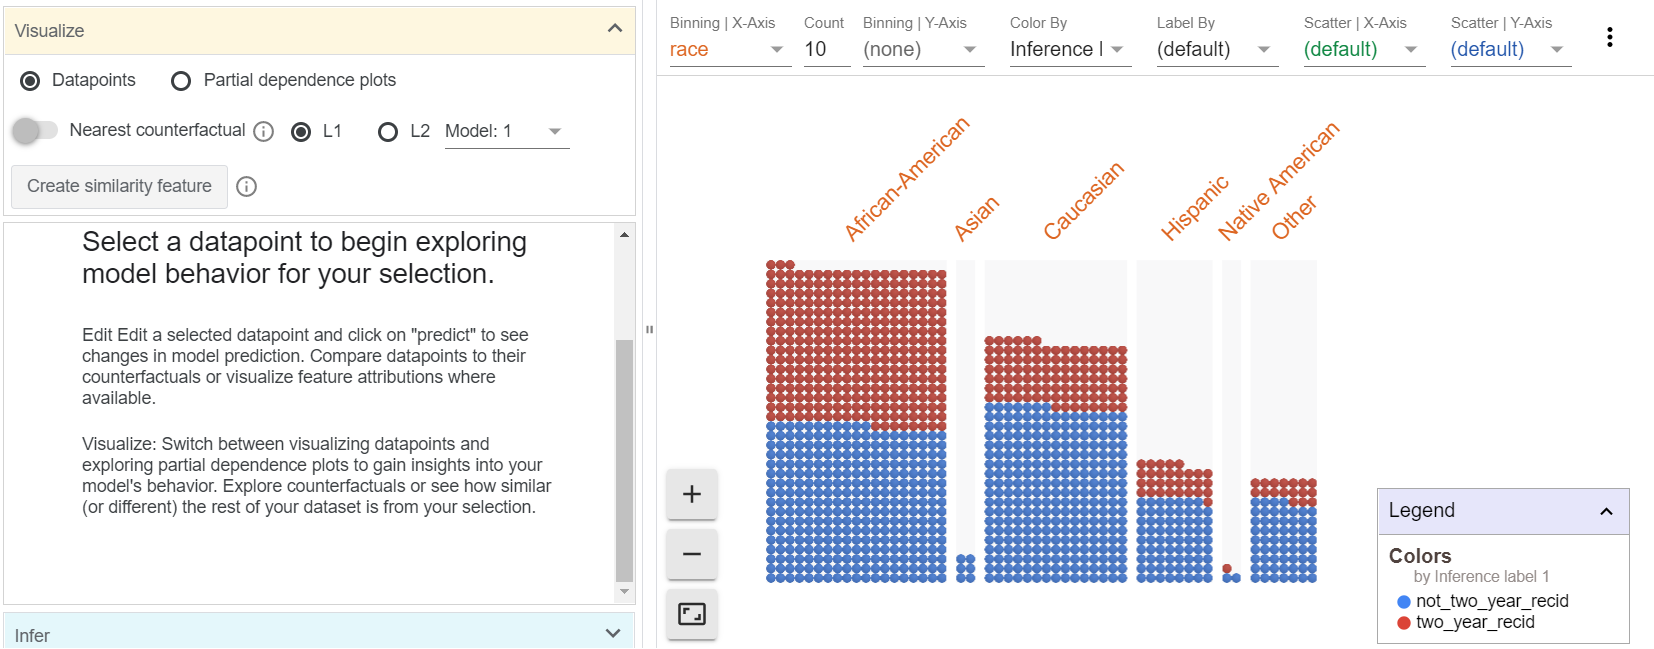 Visualize
Datapoints
Partial dependence plots
Nearest counterfactual
L1
L2
Model: 1
Create similarity feature
Select a datapoint to begin exploring
model behavior for your selection.
Edit Edit a selected datapoint and click on "predict" to see
changes in model prediction. Compare datapoints to their
counterfactuals or visualize feature attributions where
available.
Visualize: Switch between visualizing datapoints and
exploring partial dependence plots to gain insights into your
model's behavior. Explore counterfactuals or see how similar
(or different) the rest of your dataset is from your selection.
Infer
Binning | X-Axis
race
Count
10
Binning | Y-Axis
(none)
Color By
Inference l
Label By
(default)
Scatter | X-Axis
(default)
Scatter | Y-Axis
(default)
African-American
Asian
Caucasian
Hispanic
Native American
Other
Legend
Colors
by Inference label 1
not_two_year_recid
two_year_recid